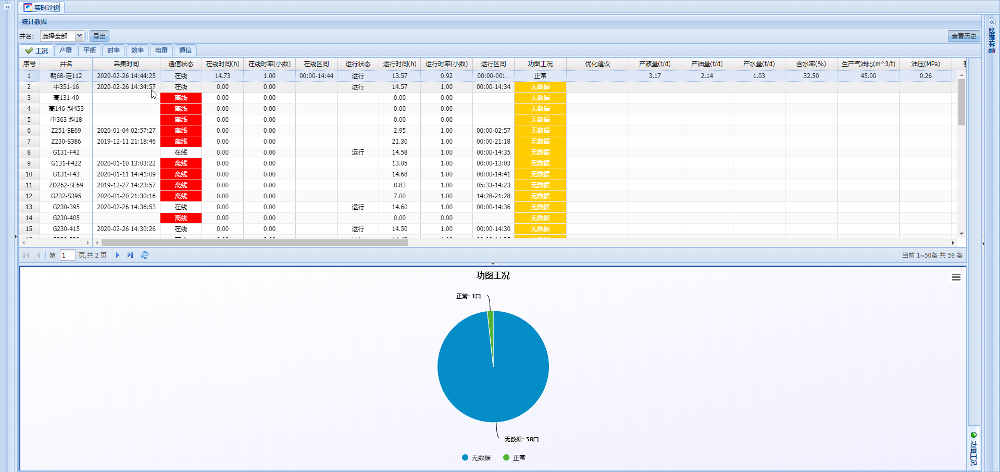 实时评价
统计数据
井名: 选择全部 导出 查看历史
工况 产量 平衡 时率 效率 电量 通信
序号 井名 采集时间 通信状态 在线时间(h) 在线时率(小数) 在线区间 运行状态 运行时间(h) 运行时率(小数) 运行区间 功图工况 优化建议 产液量(t/d) 产油量(t/d) 产水量(t/d) 含水率(%) 生产气油比(m^3/t) 油压(MPa)
1 朝68-定112 2020-02-26 14:44:25 在线 14.73 1.00 00:00-14:44 运行 13.57 0.92 00:00-00:... 正常 3.17 2.14 1.03 32.50 45.00 0.26
2 中351-16 2020-02-26 14:34:57 在线 0.00 0.00 运行 14.57 1.00 00:00-14:34 无数据
3 高131-40 离线 0.00 0.00 0.00 0.00 无数据
4 高146-斜453 离线 0.00 0.00 0.00 0.00 无数据
5 中363-斜18 离线 0.00 0.00 0.00 0.00 无数据
6 Z251-SE69 2020-01-04 02:57:27 离线 0.00 0.00 2.95 1.00 00:00-02:57 无数据
7 Z230-S386 2019-12-11 21:18:46 离线 0.00 0.00 21.30 1.00 00:00-21:18 无数据
8 G131-F42 在线 0.00 0.00 运行 14.58 1.00 00:00-14:35 无数据
9 G131-F422 2020-01-10 13:03:22 离线 0.00 0.00 13.05 1.00 00:00-13:03 无数据
10 G131-F43 2020-01-11 14:41:09 离线 0.00 0.00 14.68 1.00 00:00-14:41 无数据
11 ZD262-SE69 2019-12-27 14:23:57 离线 0.00 0.00 8.83 1.00 05:33-14:23 无数据
12 G232-S395 2020-01-20 21:30:16 离线 0.00 0.00 7.00 1.00 14:28-21:28 无数据
13 G230-395 2020-02-26 14:36:53 在线 0.00 0.00 运行 14.60 1.00 00:00-14:36 无数据
14 G230-405 离线 0.00 0.00 0.00 0.00 无数据
15 G230-415 2020-02-26 14:30:26 在线 0.00 0.00 运行 14.50 1.00 00:00-14:30 无数据
第 1 页,共 2 页 当前 1~50条 共 59 条
功图工况
正常: 1口
无数据: 58口
无数据 正常
数据详情
功图工况